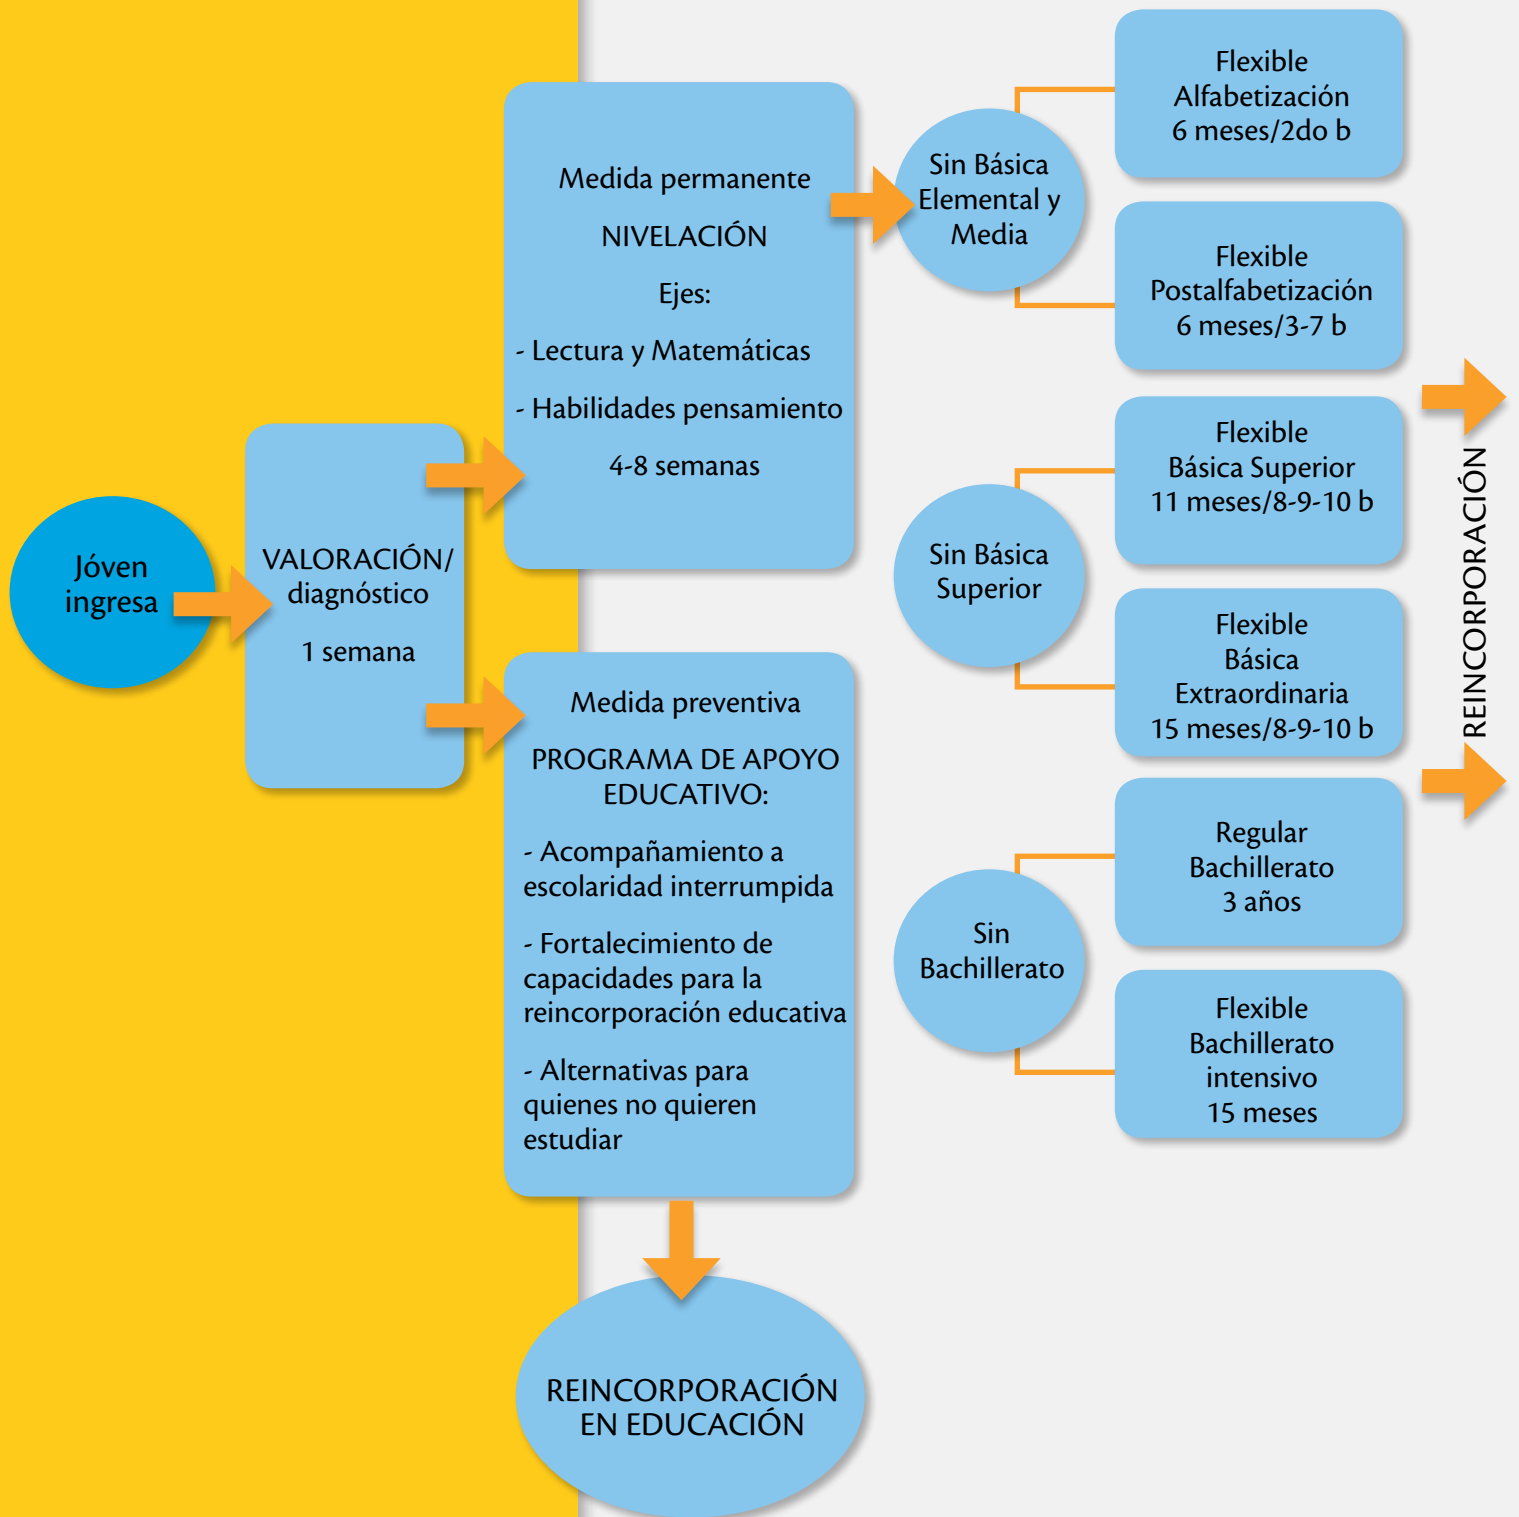 Jóven
ingresa
VALORACIÓN/
diagnóstico
1 semana
Medida permanente
NIVELACIÓN
Ejes:
- Lectura y Matemáticas
- Habilidades pensamiento
4-8 semanas
Medida preventiva
PROGRAMA DE APOYO
EDUCATIVO:
- Acompañamiento a
escolaridad interrumpida
- Fortalecimiento de
capacidades para la
reincorporación educativa
- Alternativas para
quienes no quieren
estudiar
REINCORPORACIÓN
EN EDUCACIÓN
Sin Básica
Elemental y
Media
Flexible
Alfabetización
6 meses/2do b
Flexible
Postalfabetización
6 meses/3-7 b
Sin Básica
Superior
Flexible
Básica Superior
11 meses/8-9-10 b
Flexible
Básica
Extraordinaria
15 meses/8-9-10 b
Sin
Bachillerato
Regular
Bachillerato
3 años
Flexible
Bachillerato
intensivo
15 meses
REINCORPORACIÓN